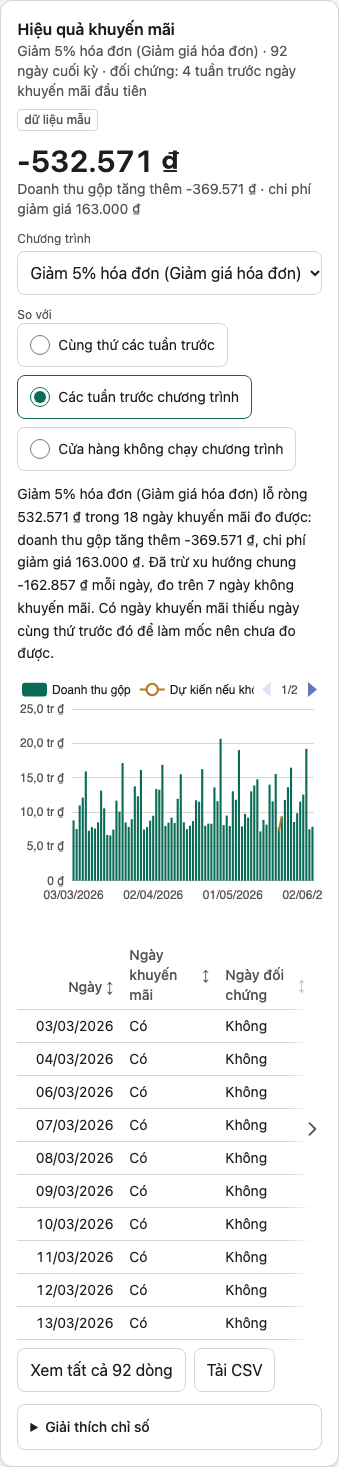 Hiệu quả khuyến mãi
Giảm 5% hóa đơn (Giảm giá hóa đơn) · 92
ngày cuối kỳ · đối chứng: 4 tuần trước ngày
khuyến mãi đầu tiên
dữ liệu mẫu
-532.571 ₫
Doanh thu gộp tăng thêm -369.571 ₫ · chi phí
giảm giá 163.000 ₫
Chương trình
Giảm 5% hóa đơn (Giảm giá hóa đơn)
So với
Cùng thứ các tuần trước
Các tuần trước chương trình
Cửa hàng không chạy chương trình
Giảm 5% hóa đơn (Giảm giá hóa đơn) lỗ ròng
532.571 ₫ trong 18 ngày khuyến mãi đo được:
doanh thu gộp tăng thêm -369.571 ₫, chi phí
giảm giá 163.000 ₫. Đã trừ xu hướng chung
-162.857 ₫ mỗi ngày, đo trên 7 ngày không
khuyến mãi. Có ngày khuyến mãi thiếu ngày
cùng thứ trước đó để làm mốc nên chưa đo
được.
Doanh thu gộp Dự kiến nếu 1/2
25,0 tr ₫
20,0 tr ₫
15,0 tr ₫
10,0 tr ₫
5,0 tr ₫
0 ₫
03/03/2026 02/04/2026 01/05/2026 02/06/2
Ngày Ngày khuyến mãi Ngày đối chứng
03/03/2026 Có Không
04/03/2026 Có Không
06/03/2026 Có Không
07/03/2026 Có Không
08/03/2026 Có Không
09/03/2026 Có Không
10/03/2026 Có Không
11/03/2026 Có Không
12/03/2026 Có Không
13/03/2026 Có Không
Xem tất cả 92 dòng Tải CSV
Giải thích chỉ số